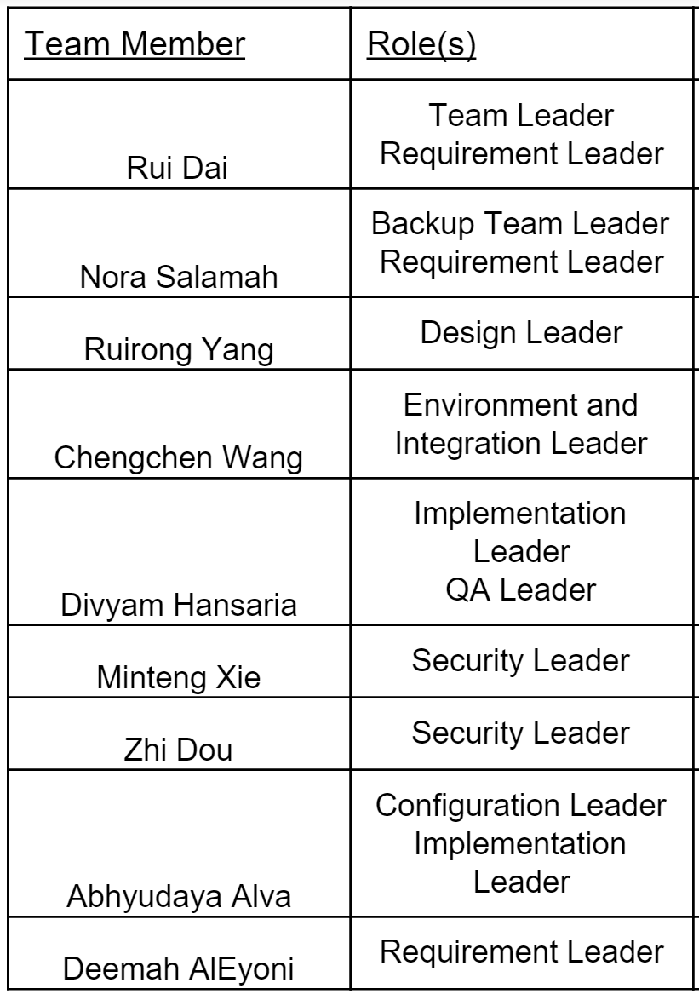 Team Member
Role(s)
Rui Dai
Team Leader
Requirement Leader
Nora Salamah
Backup Team Leader
Requirement Leader
Ruirong Yang
Design Leader
Chengchen Wang
Environment and
Integration Leader
Divyam Hansaria
Implementation
Leader
QA Leader
Minteng Xie
Security Leader
Zhi Dou
Security Leader
Abhyudaya Alva
Configuration Leader
Implementation
Leader
Deemah AlEyoni
Requirement Leader